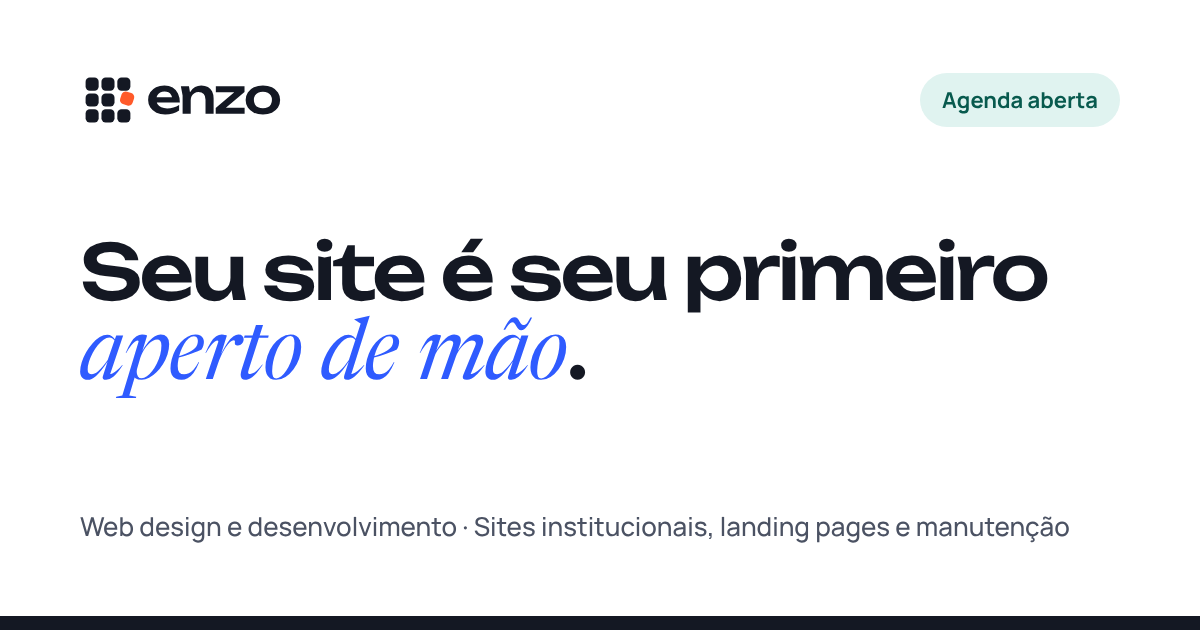 enzo
Agenda aberta
Seu site é seu primeiro
aperto de mão.
Web design e desenvolvimento · Sites institucionais, landing pages e manutenção